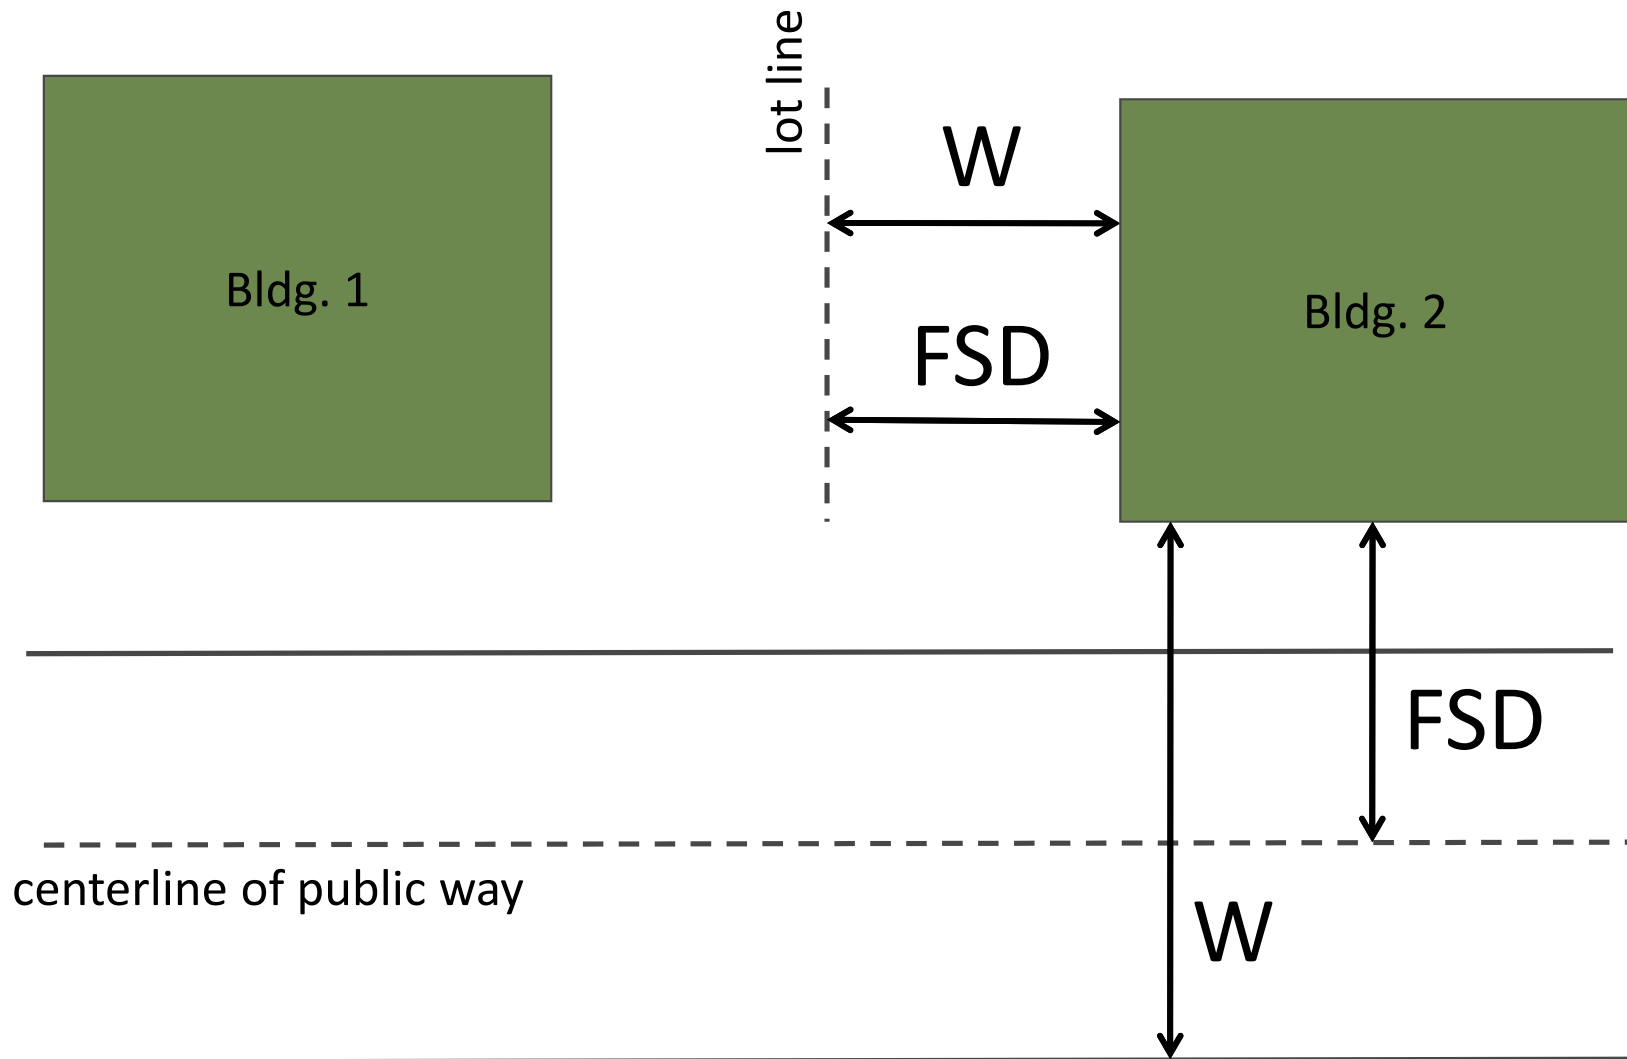 lot line
W
Bldg. 1
Bldg. 2
FSD
FSD
centerline of public way
W